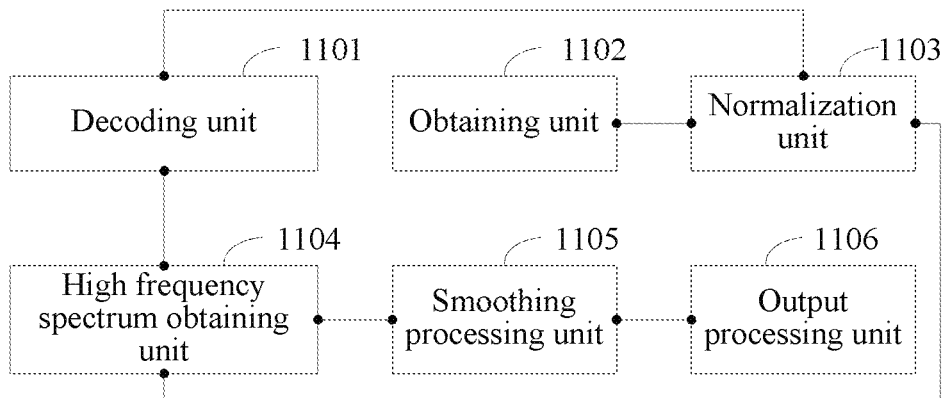 1101
1102
1103
Decoding unit
Obtaining unit
Normalization
unit
1104
1105
1106
High frequency
spectrum obtaining
unit
Smoothing
processing unit
Output
processing unit